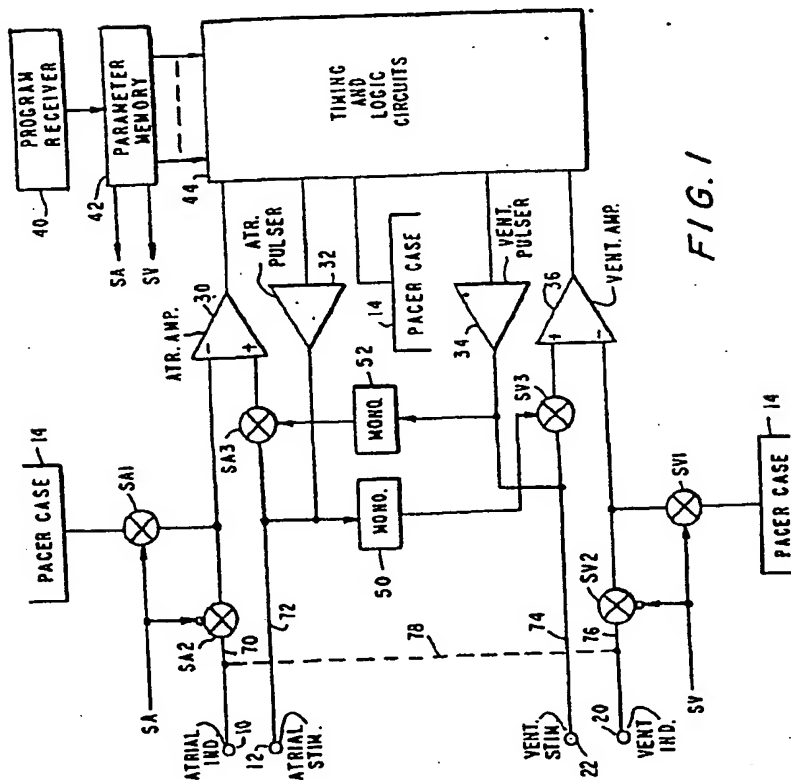 PROGRAM
RECEIVER
40
PARAMETER
MEMORY
42
SA
SV
44
TIMING
AND
LOGIC
CIRCUITS
ATR. AMP.
30
−
+
ATR.
PULSER
32
14
PACER CASE
VENT. PULSER
34
36
+
−
VENT. AMP.
PACER CASE
14
SA1
SA3
52
MONO.
MONO.
50
SV3
SA
SA2
70
72
78
74
76
SV2
SV1
PACER CASE
14
SV
ATRIAL
IND.
10
12
ATRIAL
STIM.
VENT.
STIM.
22
20
VENT.
IND.
FIG. 1